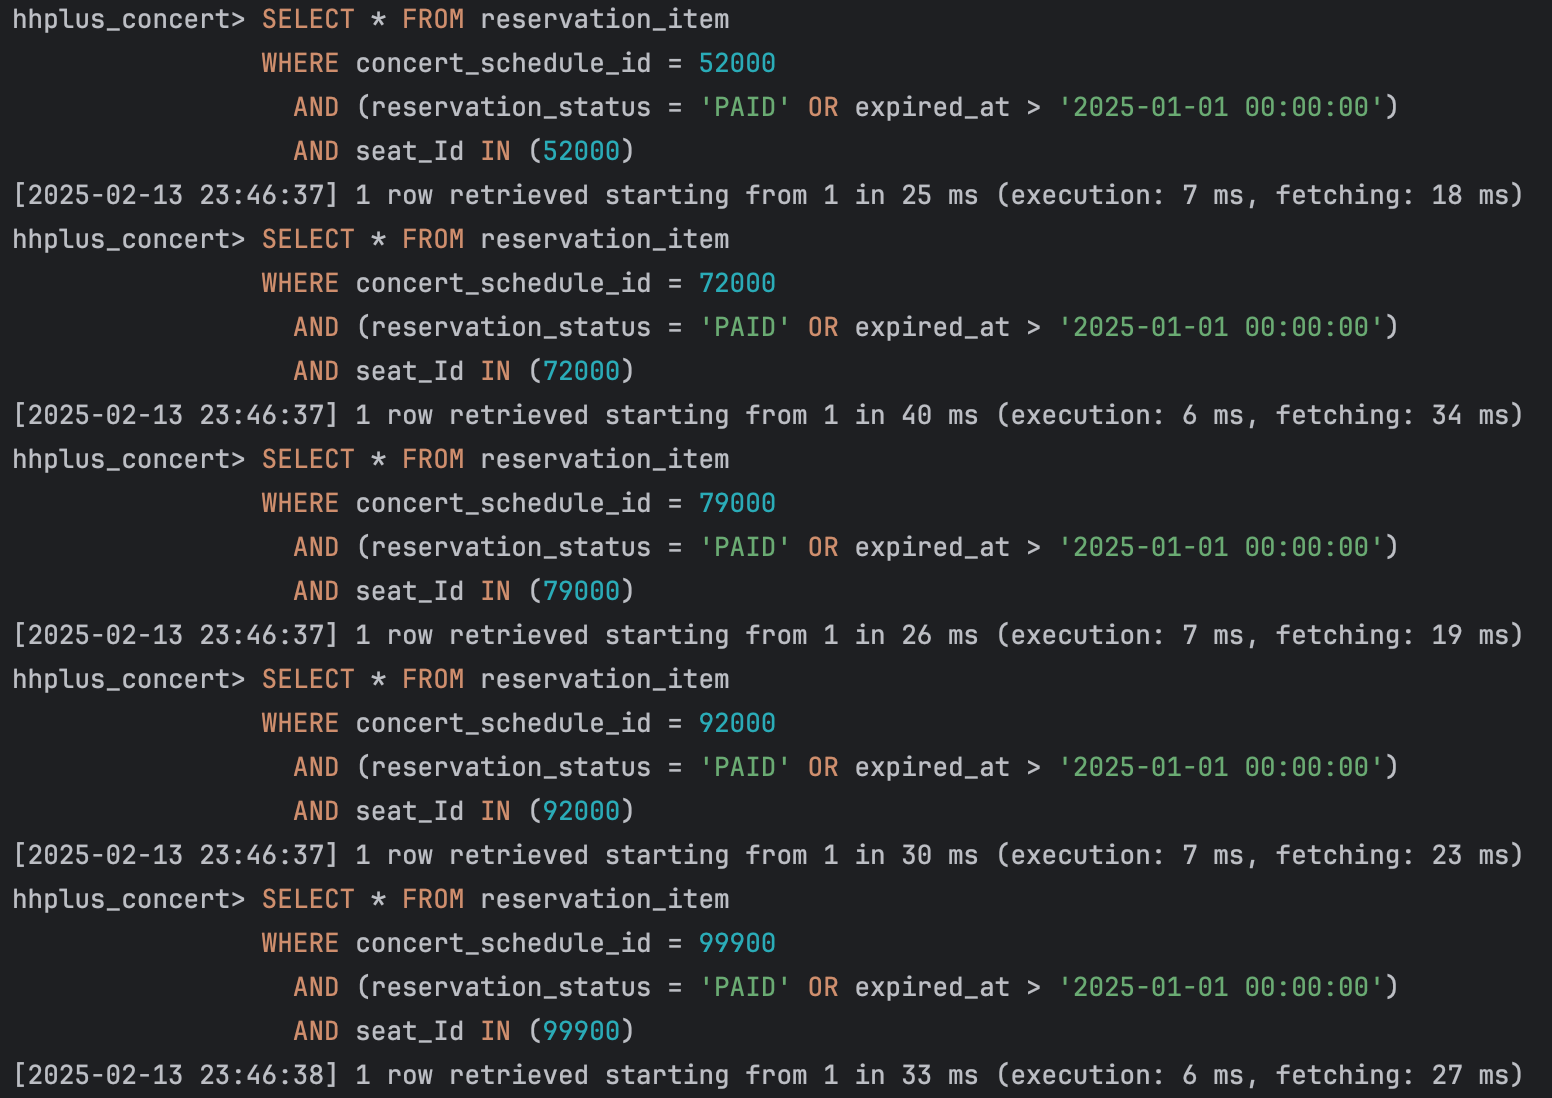 hhplus_concert> SELECT * FROM reservation_item
WHERE concert_schedule_id = 52000
AND (reservation_status = 'PAID' OR expired_at > '2025-01-01 00:00:00')
AND seat_Id IN (52000)
[2025-02-13 23:46:37] 1 row retrieved starting from 1 in 25 ms (execution: 7 ms, fetching: 18 ms)
hhplus_concert> SELECT * FROM reservation_item
WHERE concert_schedule_id = 72000
AND (reservation_status = 'PAID' OR expired_at > '2025-01-01 00:00:00')
AND seat_Id IN (72000)
[2025-02-13 23:46:37] 1 row retrieved starting from 1 in 40 ms (execution: 6 ms, fetching: 34 ms)
hhplus_concert> SELECT * FROM reservation_item
WHERE concert_schedule_id = 79000
AND (reservation_status = 'PAID' OR expired_at > '2025-01-01 00:00:00')
AND seat_Id IN (79000)
[2025-02-13 23:46:37] 1 row retrieved starting from 1 in 26 ms (execution: 7 ms, fetching: 19 ms)
hhplus_concert> SELECT * FROM reservation_item
WHERE concert_schedule_id = 92000
AND (reservation_status = 'PAID' OR expired_at > '2025-01-01 00:00:00')
AND seat_Id IN (92000)
[2025-02-13 23:46:37] 1 row retrieved starting from 1 in 30 ms (execution: 7 ms, fetching: 23 ms)
hhplus_concert> SELECT * FROM reservation_item
WHERE concert_schedule_id = 99900
AND (reservation_status = 'PAID' OR expired_at > '2025-01-01 00:00:00')
AND seat_Id IN (99900)
[2025-02-13 23:46:38] 1 row retrieved starting from 1 in 33 ms (execution: 6 ms, fetching: 27 ms)